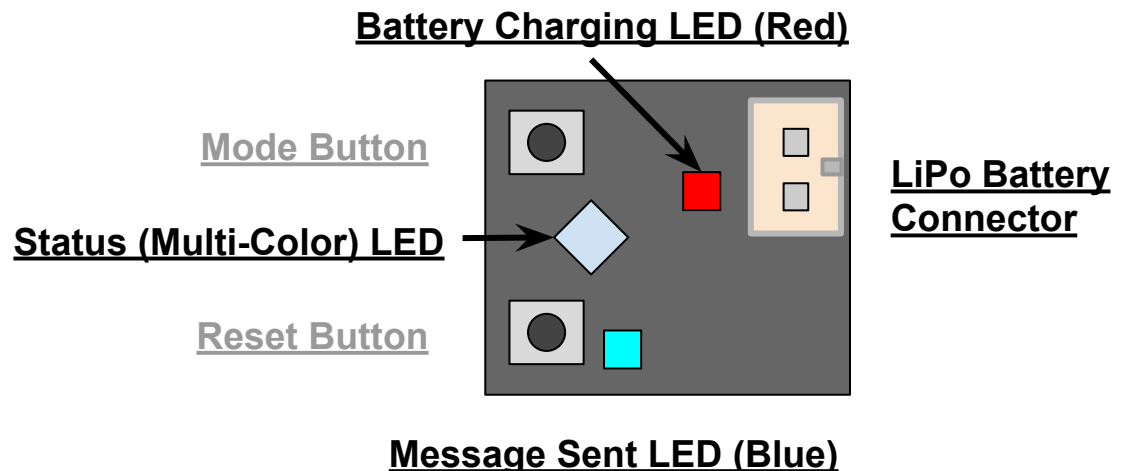 Battery Charging LED (Red)
Mode Button
LiPo Battery
Connector
Status (Multi-Color) LED
Reset Button
Message Sent LED (Blue)